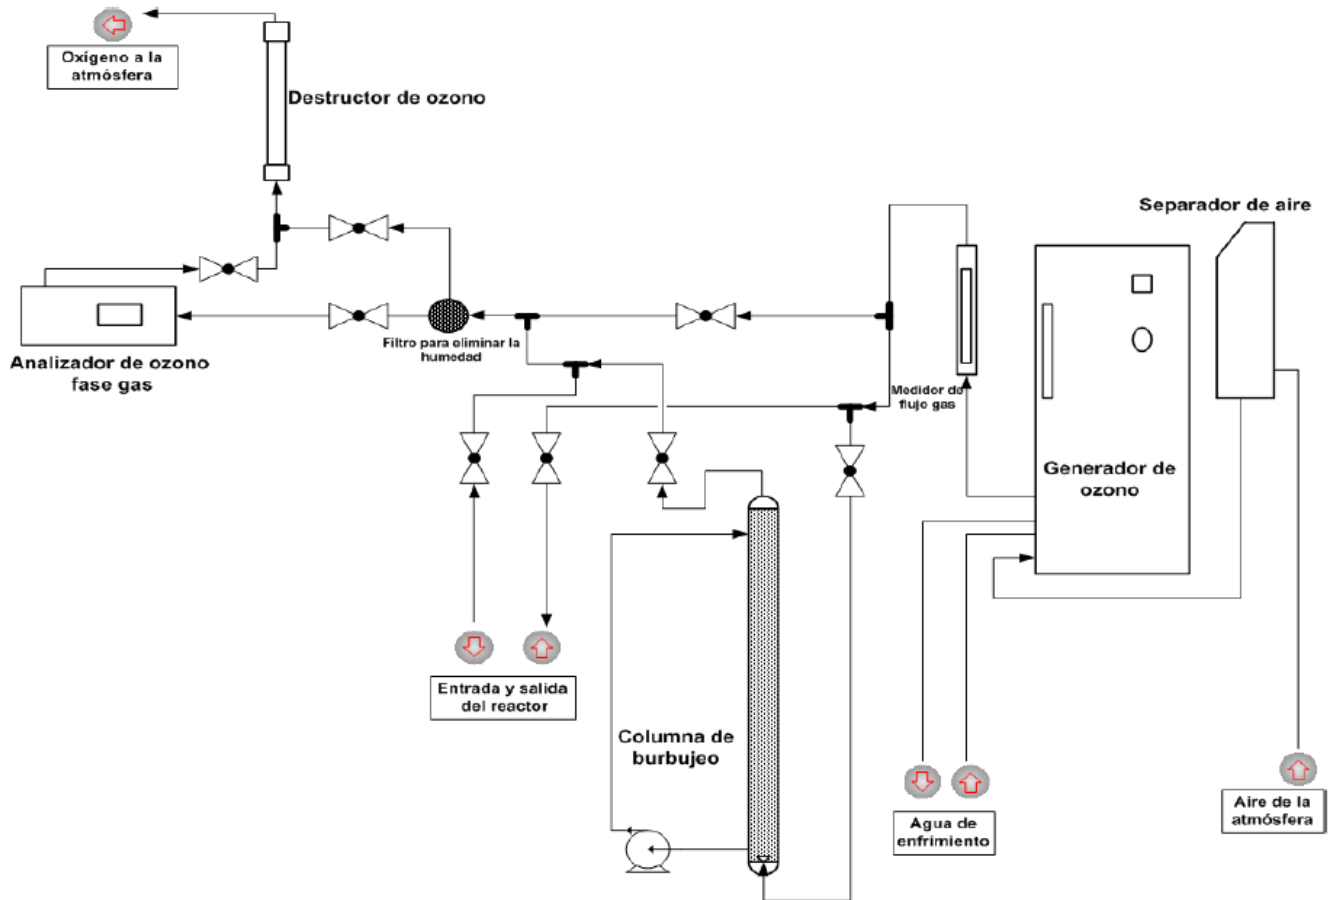 Oxígeno a la
atmósfera
Destructor de ozono
Separador de aire
Analizador de ozono
fase gas
Filtro para eliminar la
humedad
Medidor de
flujo gas
Generador de
ozono
Entrada y salida
del reactor
Columna de
burbujeo
Agua de
enfrimiento
Aire de la
atmósfera